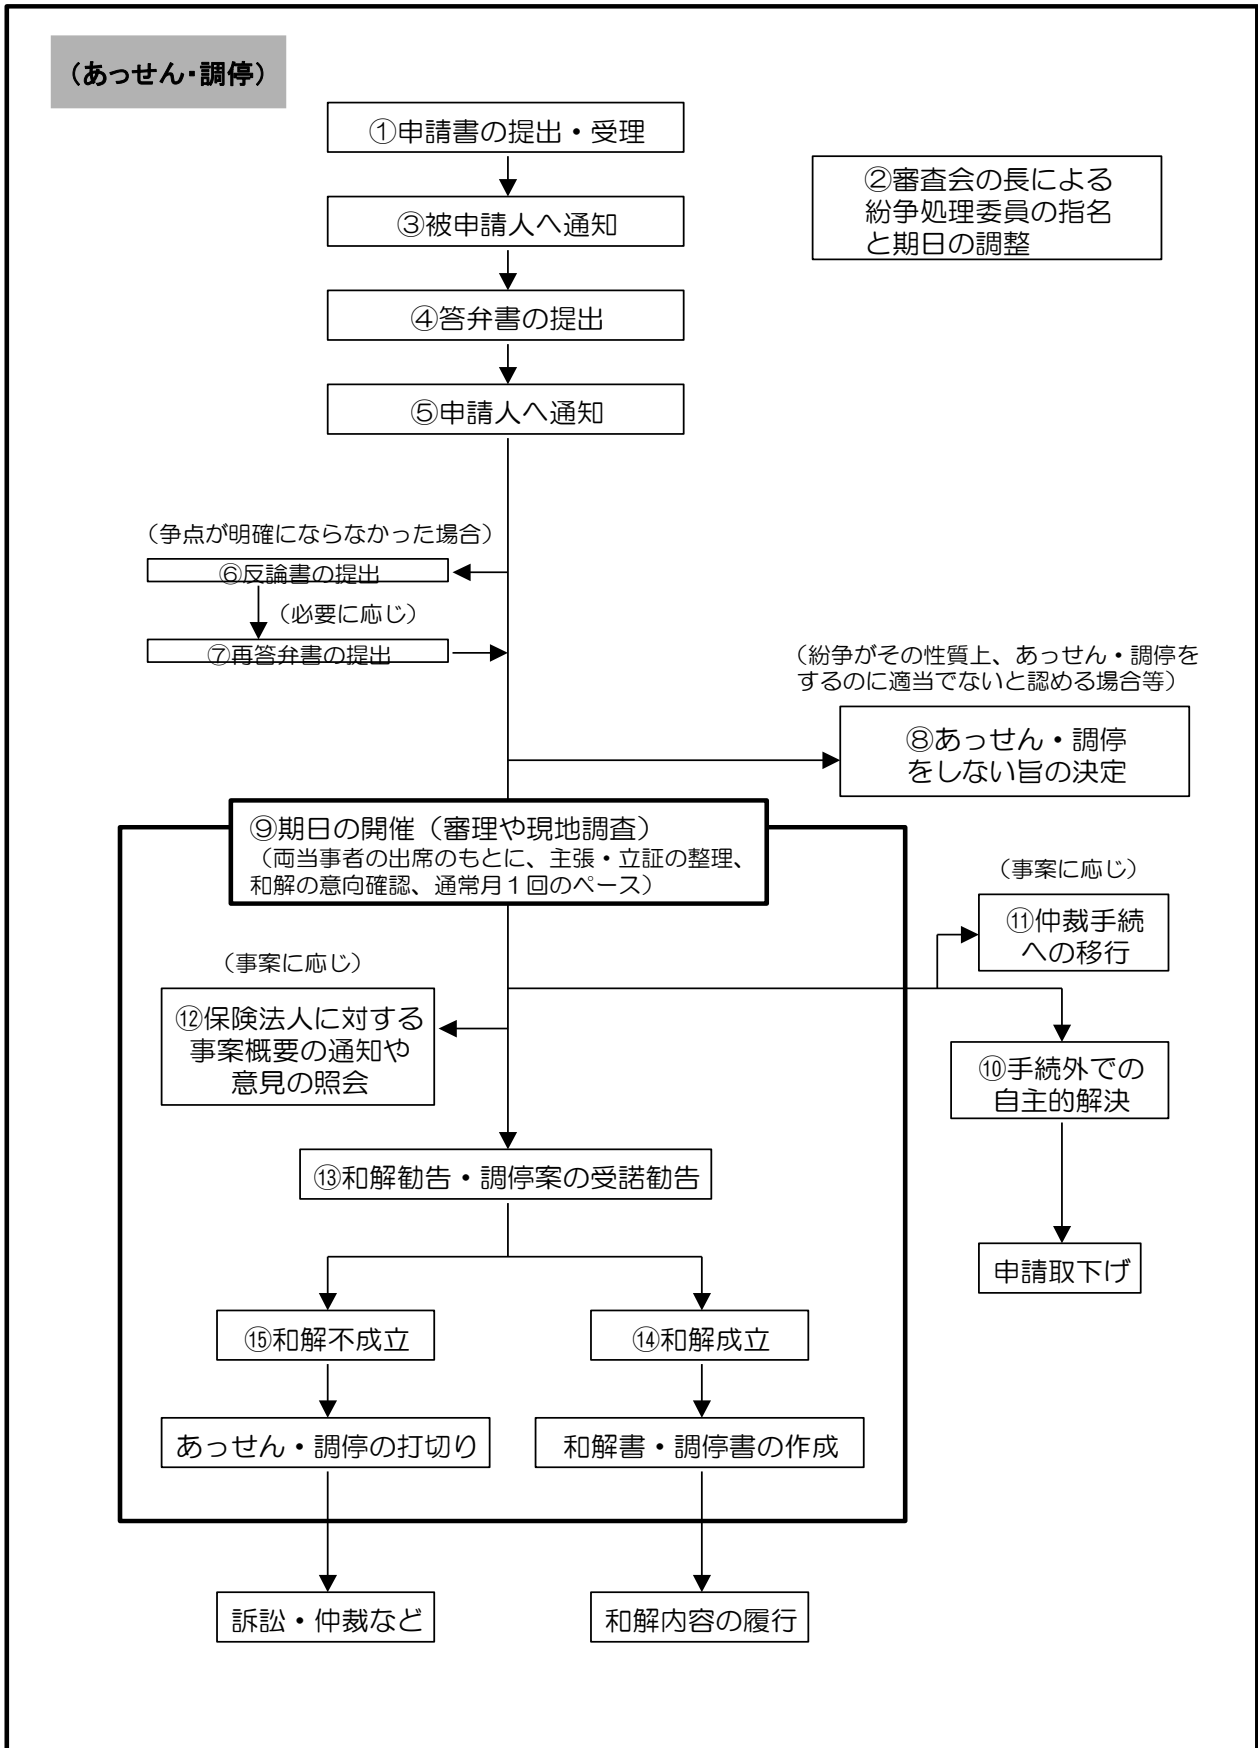 （あっせん・調停）
①申請書の提出・受理
②審査会の長による
紛争処理委員の指名
と期日の調整
③被申請人へ通知
④答弁書の提出
⑤申請人へ通知
（争点が明確にならなかった場合）
⑥反論書の提出
（必要に応じ）
⑦再答弁書の提出
（紛争がその性質上、あっせん・調停を
するのに適当でないと認める場合等）
⑧あっせん・調停
をしない旨の決定
⑨期日の開催（審理や現地調査）
（両当事者の出席のもとに、主張・立証の整理、
和解の意向確認、通常月１回のペース）
（事案に応じ）
⑪仲裁手続
への移行
（事案に応じ）
⑫保険法人に対する
事案概要の通知や
意見の照会
⑩手続外での
自主的解決
⑬和解勧告・調停案の受諾勧告
申請取下げ
⑮和解不成立
⑭和解成立
あっせん・調停の打切り
和解書・調停書の作成
訴訟・仲裁など
和解内容の履行